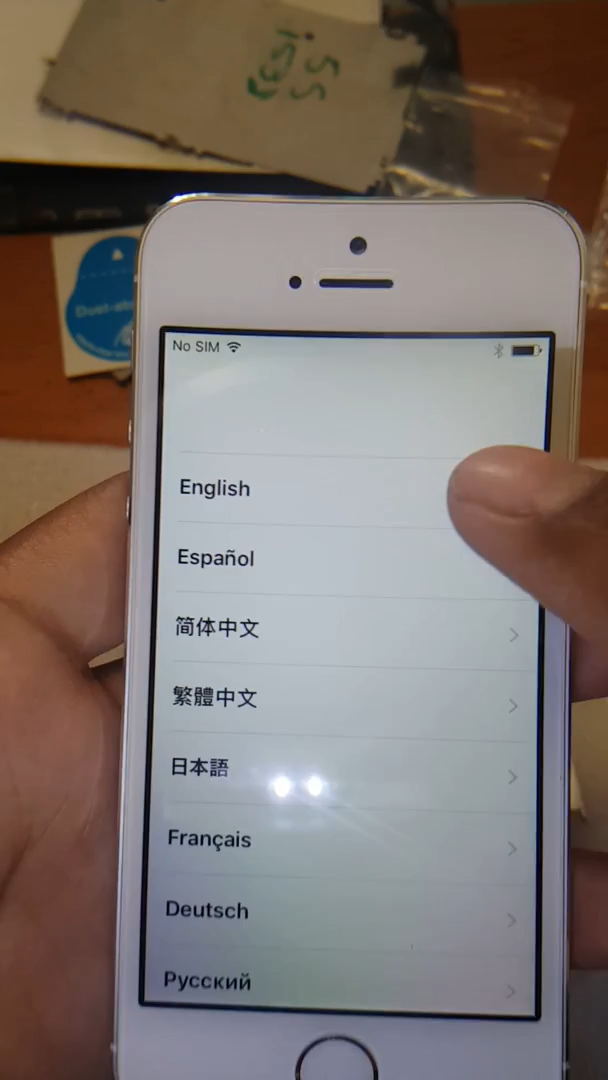 No SIM
English
Español
简体中文
繁體中文
日本語
Français
Deutsch
Русский